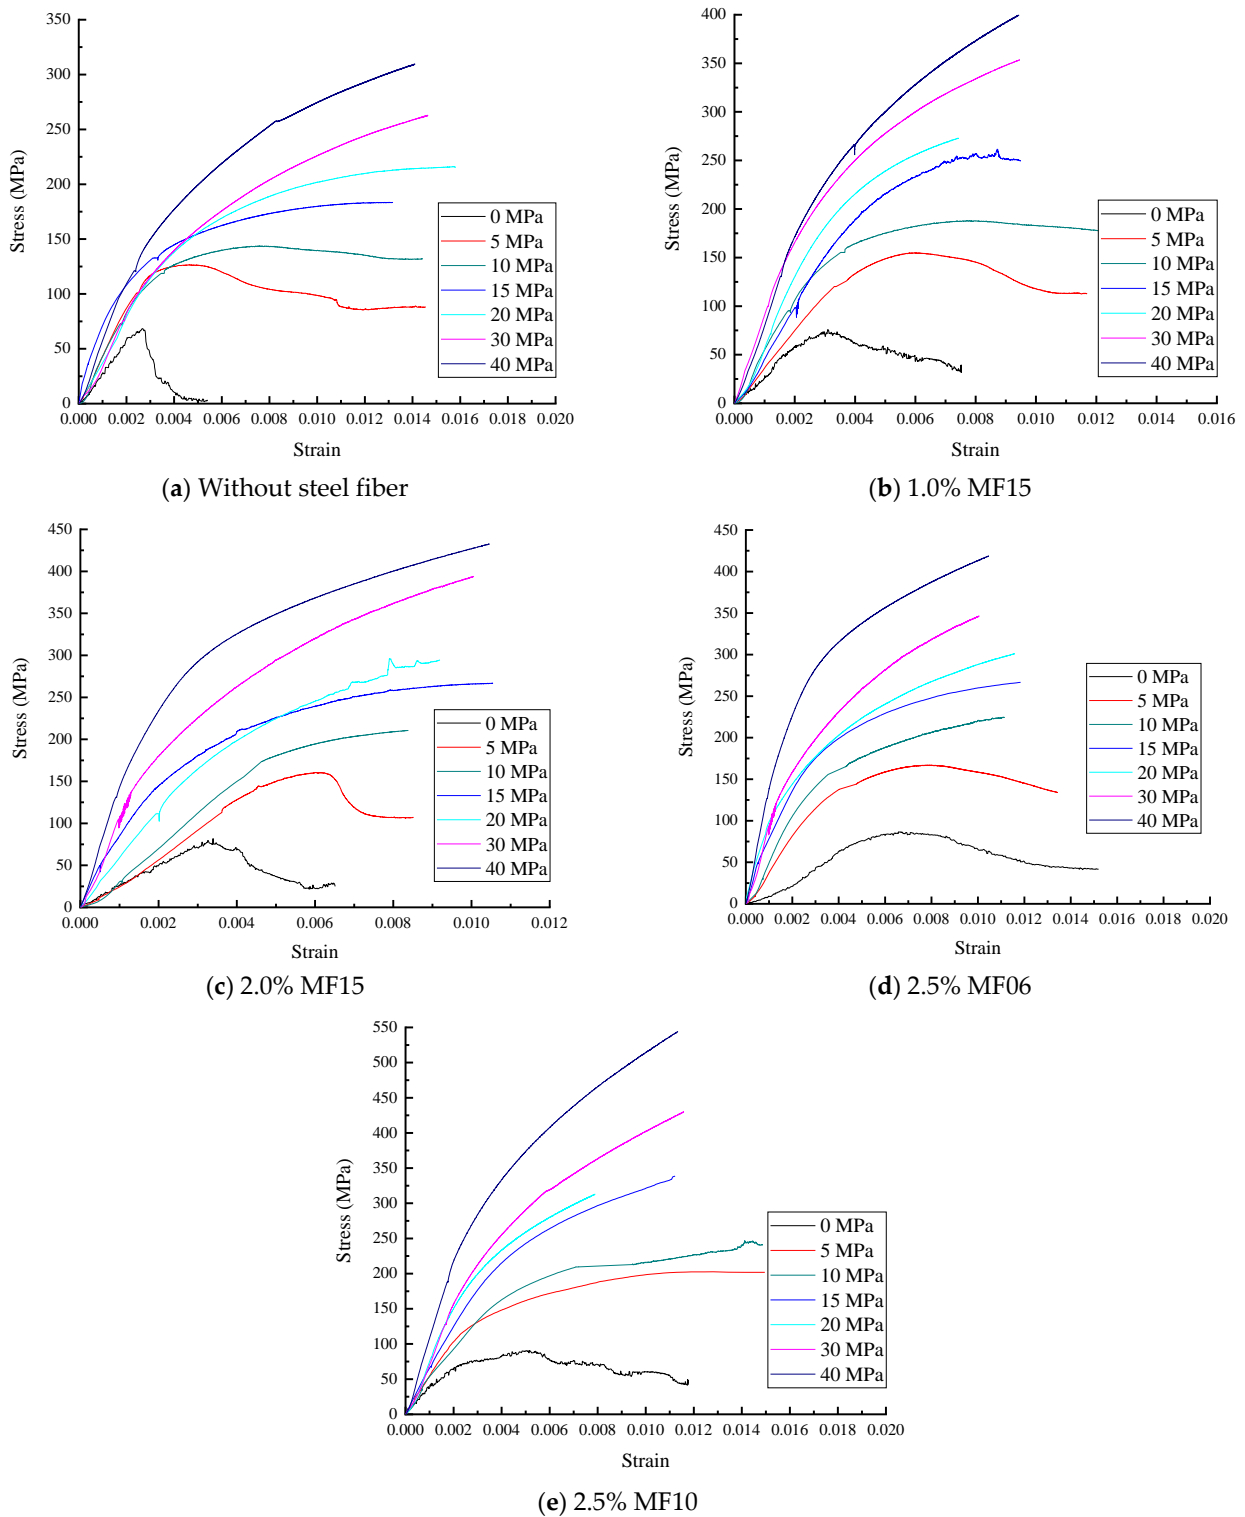 350
300
250
200
150
100
50
0
Stress (MPa)
0.000 0.002 0.004 0.006 0.008 0.010 0.012 0.014 0.016 0.018 0.020
Strain
0 MPa
5 MPa
10 MPa
15 MPa
20 MPa
30 MPa
40 MPa
(a) Without steel fiber
400
350
300
250
200
150
100
50
0
Stress (MPa)
0.000 0.002 0.004 0.006 0.008 0.010 0.012 0.014 0.016
Strain
0 MPa
5 MPa
10 MPa
15 MPa
20 MPa
30 MPa
40 MPa
(b) 1.0% MF15
450
400
350
300
250
200
150
100
50
0
Stress (MPa)
0.000 0.002 0.004 0.006 0.008 0.010 0.012
Strain
0 MPa
5 MPa
10 MPa
15 MPa
20 MPa
30 MPa
40 MPa
(c) 2.0% MF15
450
400
350
300
250
200
150
100
50
0
Stress (MPa)
0.000 0.002 0.004 0.006 0.008 0.010 0.012 0.014 0.016 0.018 0.020
Strain
0 MPa
5 MPa
10 MPa
15 MPa
20 MPa
30 MPa
40 MPa
(d) 2.5% MF06
550
500
450
400
350
300
250
200
150
100
50
0
Stress (MPa)
0.000 0.002 0.004 0.006 0.008 0.010 0.012 0.014 0.016 0.018 0.020
Strain
0 MPa
5 MPa
10 MPa
15 MPa
20 MPa
30 MPa
40 MPa
(e) 2.5% MF10